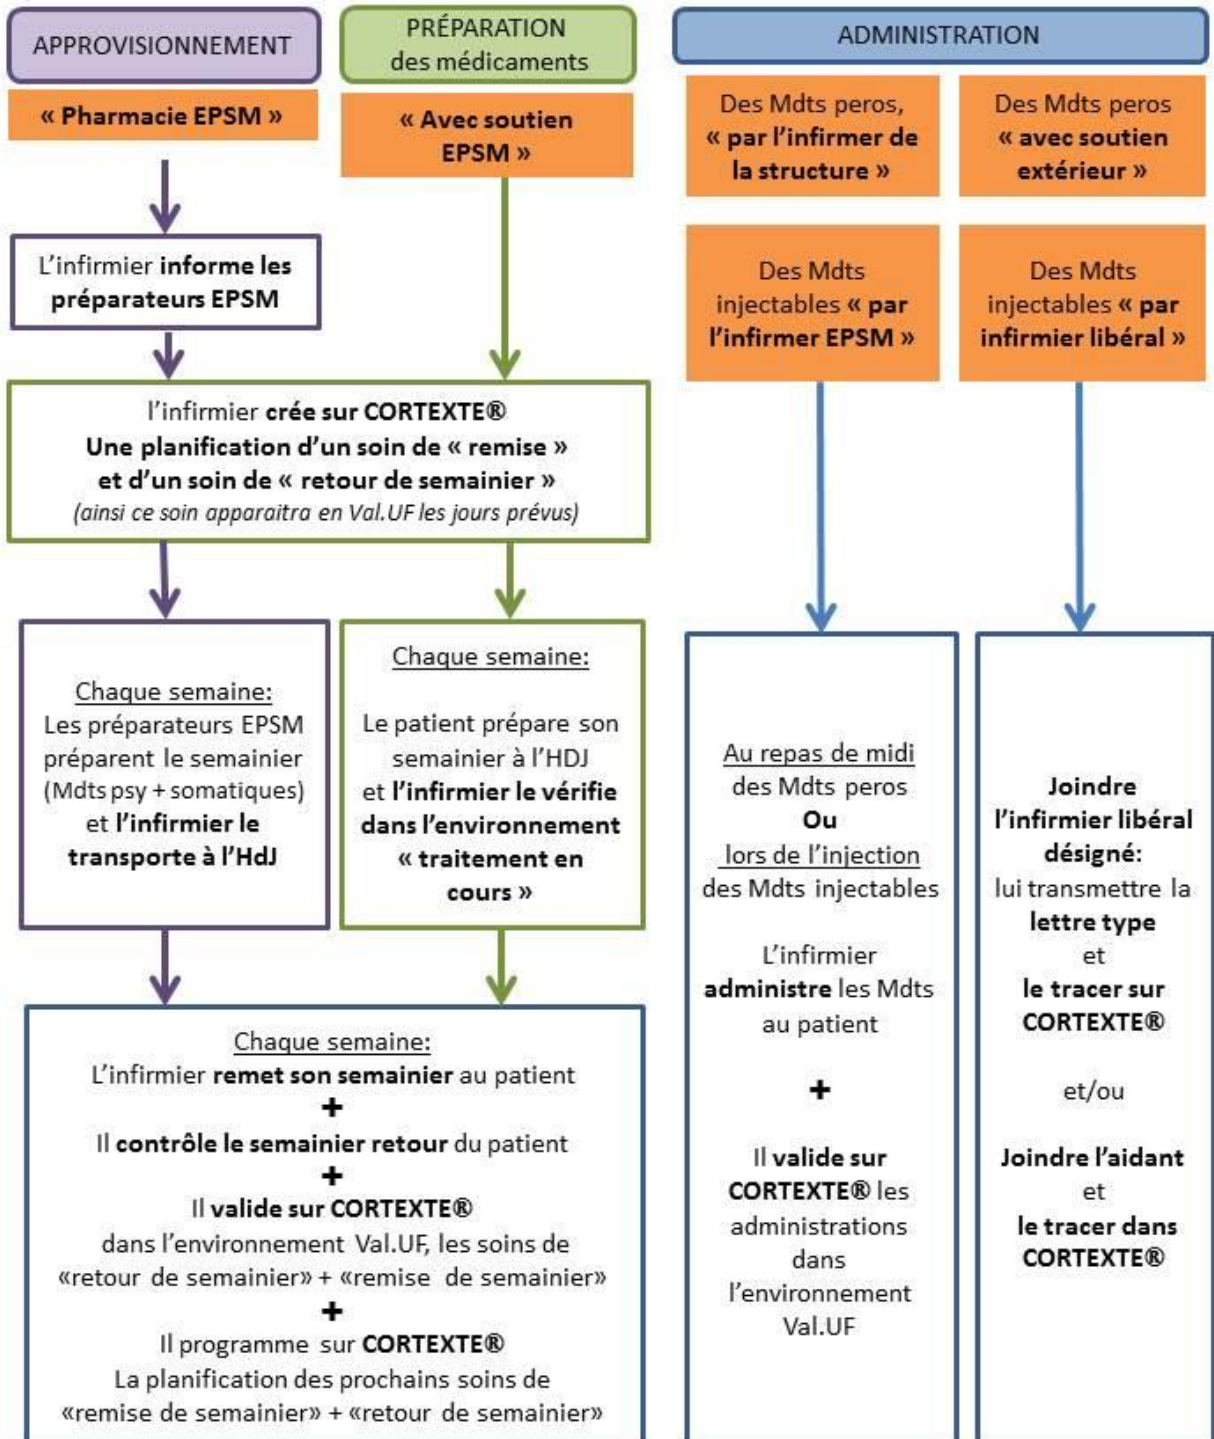 APPROVISIONNEMENT
« Pharmacie EPSM »
L’infirmier informe les
préparateurs EPSM
PRÉPARATION
des médicaments
« Avec soutien
EPSM »
l’infirmier crée sur CORTEXTE®
Une planification d’un soin de « remise »
et d’un soin de « retour de semainier »
(ainsi ce soin apparaitra en Val.UF les jours prévus)
Chaque semaine:
Les préparateurs EPSM
préparent le semainier
(Mdts psy + somatiques)
et l’infirmier le
transporte à l’HdJ
Chaque semaine:
Le patient prépare son
semainier à l’HDJ
et l’infirmier le vérifie
dans l’environnement
« traitement en
cours »
Chaque semaine:
L’infirmier remet son semainier au patient
+
Il contrôle le semainier retour du patient
+
Il valide sur CORTEXTE®
dans l’environnement Val.UF, les soins de
«retour de semainier» + «remise de semainier»
+
Il programme sur CORTEXTE®
La planification des prochains soins de
«remise de semainier» + «retour de semainier»
ADMINISTRATION
Des Mdts peros,
« par l’infirmer de
la structure »
Des Mdts
injectables « par
l’infirmer EPSM »
Au repas de midi
des Mdts peros
Ou
lors de l’injection
des Mdts injectables
L’infirmier
administre les Mdts
au patient
+
Il valide sur
CORTEXTE® les
administrations
dans
l’environnement
Val.UF
Des Mdts peros
« avec soutien
extérieur »
Des Mdts
injectables « par
infirmier libéral »
Joindre
l’infirmier libéral
désigné:
lui transmettre la
lettre type
et
le tracer sur
CORTEXTE®
et/ou
Joindre l’aidant
et
le tracer dans
CORTEXTE®